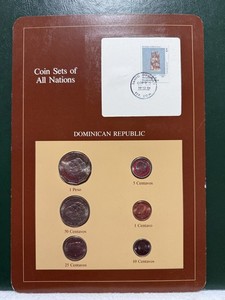 Coin Sets of
All Nations
DOMINICAN REPUBLIC
1 Peso
5 Centavos
50 Centavos
1 Centavo
25 Centavos
10 Centavos